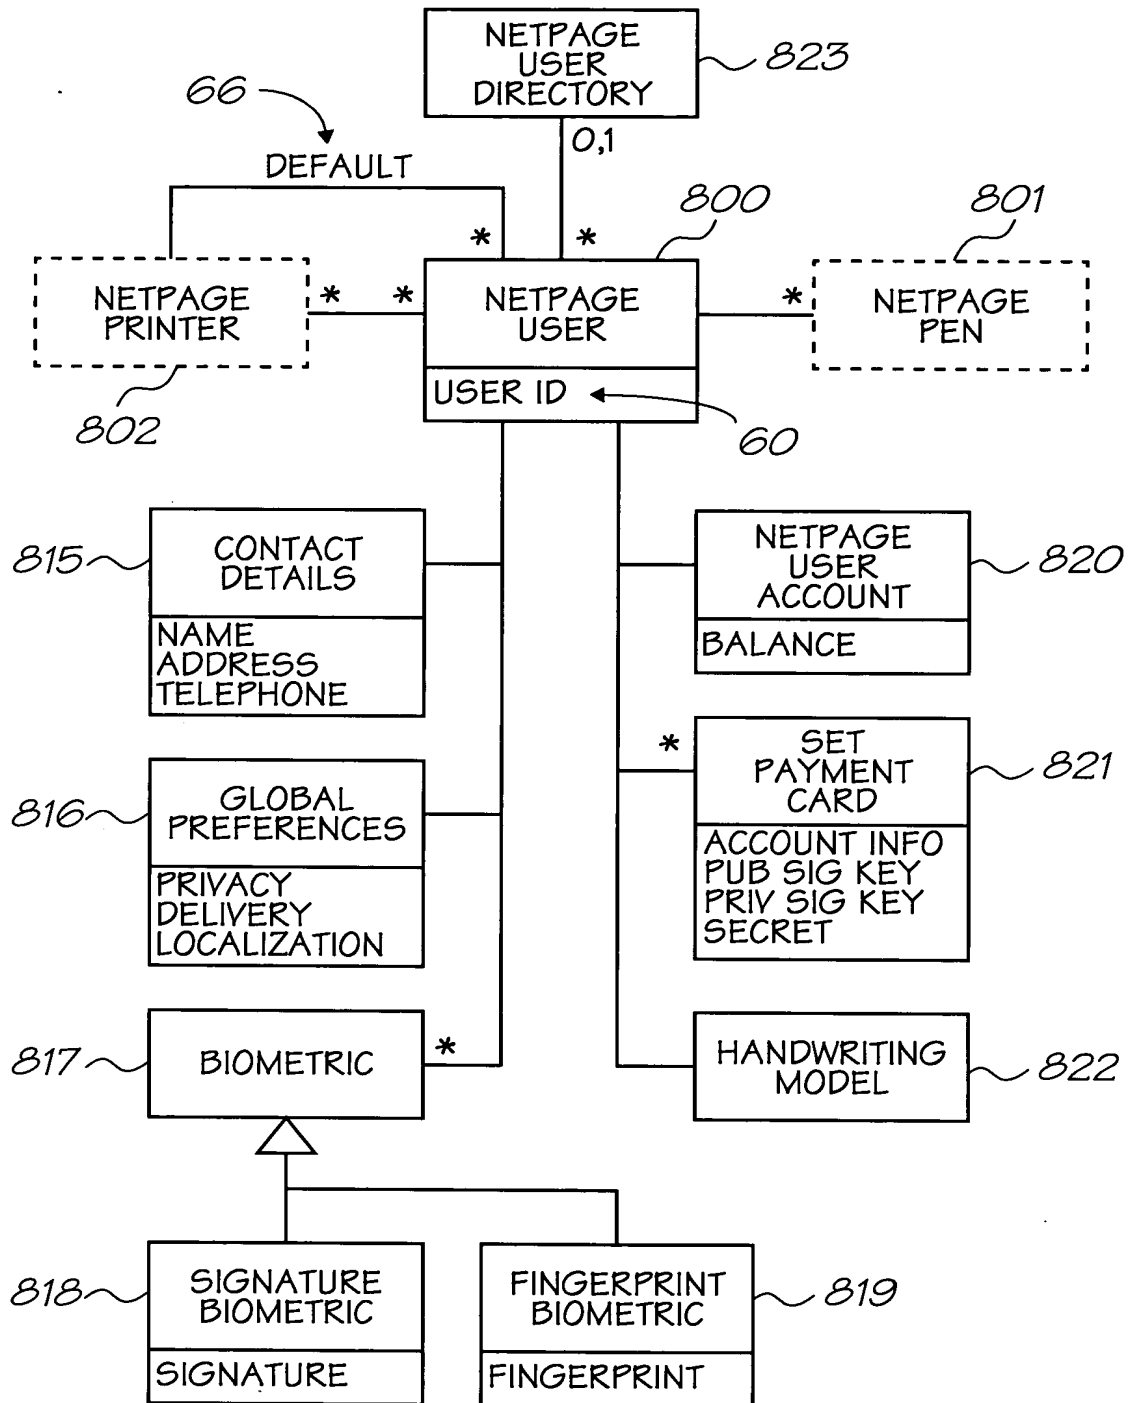 NETPAGE
USER
DIRECTORY
823
66
0,1
DEFAULT
800
801
*
*
NETPAGE
PRINTER
*
*
NETPAGE
USER
*
NETPAGE
PEN
802
USER ID
60
815
CONTACT
DETAILS
NAME
ADDRESS
TELEPHONE
NETPAGE
USER
ACCOUNT
820
BALANCE
816
GLOBAL
PREFERENCES
PRIVACY
DELIVERY
LOCALIZATION
*
SET
PAYMENT
CARD
821
ACCOUNT INFO
PUB SIG KEY
PRIV SIG KEY
SECRET
817
BIOMETRIC
*
HANDWRITING
MODEL
822
818
SIGNATURE
BIOMETRIC
SIGNATURE
FINGERPRINT
BIOMETRIC
819
FINGERPRINT